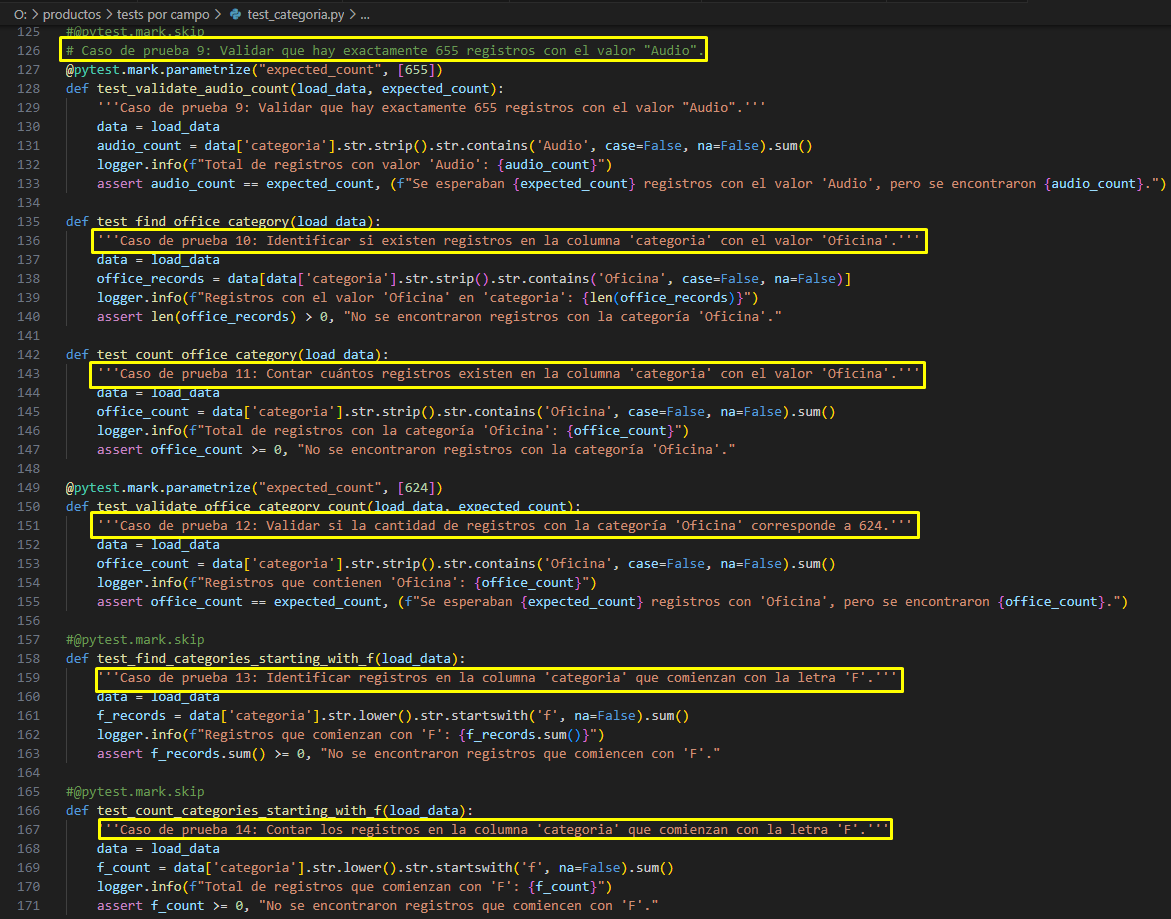 O: > productos > tests por campo > test_categoria.py > ...
125 #@pytest.mark.skip
126 # Caso de prueba 9: Validar que hay exactamente 655 registros con el valor "Audio".
127 @pytest.mark.parametrize("expected_count", [655])
128 def test_validate_audio_count(load_data, expected_count):
129     '''Caso de prueba 9: Validar que hay exactamente 655 registros con el valor "Audio".'''
130     data = load_data
131     audio_count = data['categoria'].str.strip().str.contains('Audio', case=False, na=False).sum()
132     logger.info(f"Total de registros con valor 'Audio': {audio_count}")
133     assert audio_count == expected_count, (f"Se esperaban {expected_count} registros con el valor 'Audio', pero se encontraron {audio_count}.")
134
135 def test_find_office_category(load_data):
136     '''Caso de prueba 10: Identificar si existen registros en la columna 'categoria' con el valor 'Oficina'.'''
137     data = load_data
138     office_records = data[data['categoria'].str.strip().str.contains('Oficina', case=False, na=False)]
139     logger.info(f"Registros con el valor 'Oficina' en 'categoria': {len(office_records)}")
140     assert len(office_records) > 0, "No se encontraron registros con la categoría 'Oficina'."
141
142 def test_count_office_category(load_data):
143     '''Caso de prueba 11: Contar cuántos registros existen en la columna 'categoria' con el valor 'Oficina'.'''
144     data = load_data
145     office_count = data['categoria'].str.strip().str.contains('Oficina', case=False, na=False).sum()
146     logger.info(f"Total de registros con la categoría 'Oficina': {office_count}")
147     assert office_count >= 0, "No se encontraron registros con la categoría 'Oficina'."
148
149 @pytest.mark.parametrize("expected_count", [624])
150 def test_validate_office_category_count(load_data, expected_count):
151     '''Caso de prueba 12: Validar si la cantidad de registros con la categoría 'Oficina' corresponde a 624.'''
152     data = load_data
153     office_count = data['categoria'].str.strip().str.contains('Oficina', case=False, na=False).sum()
154     logger.info(f"Registros que contienen 'Oficina': {office_count}")
155     assert office_count == expected_count, (f"Se esperaban {expected_count} registros con 'Oficina', pero se encontraron {office_count}.")
156
157 #@pytest.mark.skip
158 def test_find_categories_starting_with_f(load_data):
159     '''Caso de prueba 13: Identificar registros en la columna 'categoria' que comienzan con la letra 'F'.'''
160     data = load_data
161     f_records = data['categoria'].str.lower().str.startswith('f', na=False).sum()
162     logger.info(f"Registros que comienzan con 'F': {f_records.sum()}")
163     assert f_records.sum() >= 0, "No se encontraron registros que comiencen con 'F'."
164
165 #@pytest.mark.skip
166 def test_count_categories_starting_with_f(load_data):
167     '''Caso de prueba 14: Contar los registros en la columna 'categoria' que comienzan con la letra 'F'.'''
168     data = load_data
169     f_count = data['categoria'].str.lower().str.startswith('f', na=False).sum()
170     logger.info(f"Total de registros que comienzan con 'F': {f_count}")
171     assert f_count >= 0, "No se encontraron registros que comiencen con 'F'."